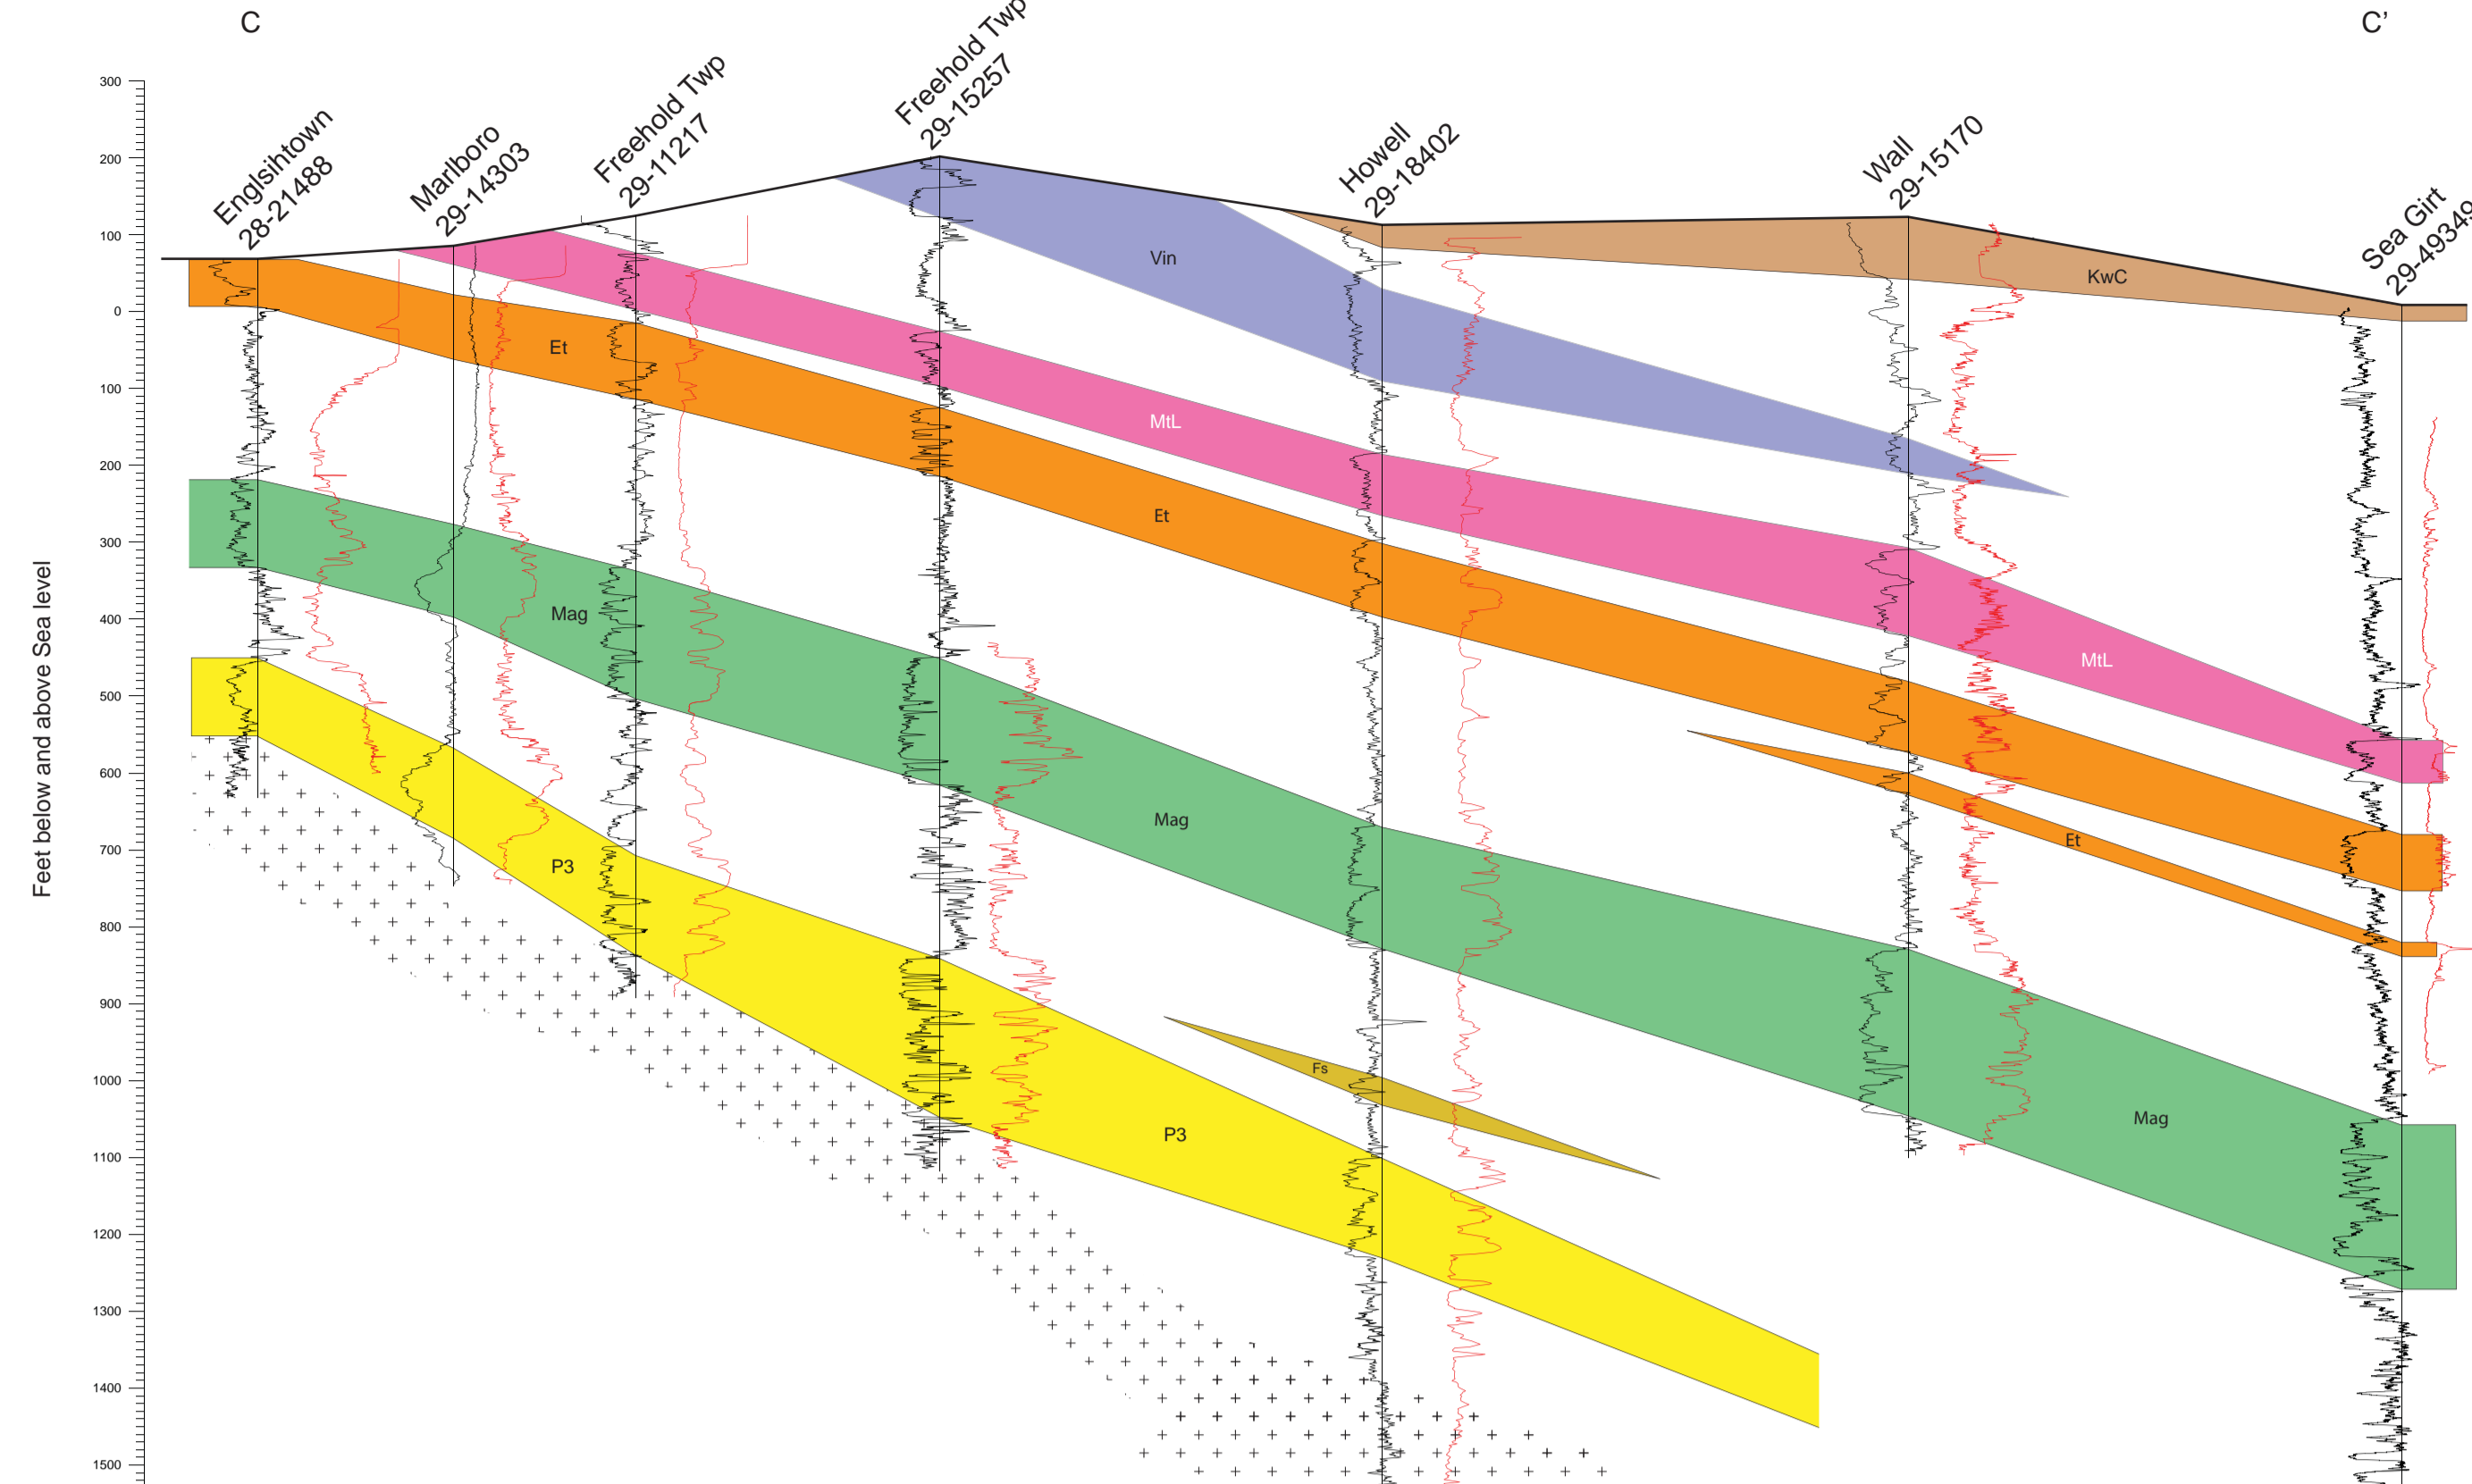 C
C’
Englsihtown
28-21488
Marlboro
29-14303
Freehold Twp
29-11217
Freehold Twp
29-15257
Howell
29-18402
Wall
29-15170
Sea Girt
29-49349
Feet below and above Sea level
300
200
100
0
100
200
300
400
500
600
700
800
900
1000
1100
1200
1300
1400
1500
Vin
KwC
Et
MtL
Et
Mag
MtL
Mag
Et
P3
Fs
Mag
P3